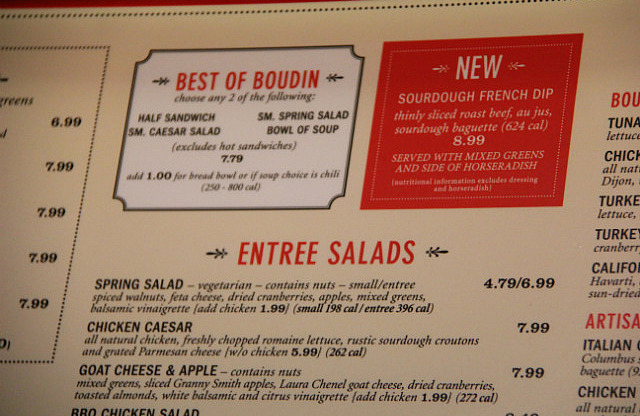 greens
6.99
7.99
7.99
7.99
7.99
BEST OF BOUDIN
choose any 2 of the following:
HALF SANDWICH SM. SPRING SALAD
SM. CAESAR SALAD BOWL OF SOUP
(excludes hot sandwiches)
7.79
add 1.00 for bread bowl or if soup choice is chili
(250 - 800 cal)
NEW
SOURDOUGH FRENCH DIP
thinly sliced roast beef, au jus,
sourdough baguette (624 cal)
8.99
SERVED WITH MIXED GREENS
AND SIDE OF HORSERADISH
(nutritional information excludes dressing
and horseradish)
ENTREE SALADS
SPRING SALAD – vegetarian – contains nuts – small/entree 4.79/6.99
spiced walnuts, feta cheese, dried cranberries, apples, mixed greens,
balsamic vinaigrette [add chicken 1.99] (small 198 cal / entree 396 cal)
CHICKEN CAESAR 7.99
all natural chicken, freshly chopped romaine lettuce, rustic sourdough croutons
and grated Parmesan cheese [w/o chicken 5.99] (262 cal)
GOAT CHEESE & APPLE – contains nuts 7.99
mixed greens, sliced Granny Smith apples, Laura Chenel goat cheese, dried cranberries,
toasted almonds, white balsamic and citrus vinaigrette [add chicken 1.99] (272 cal)
BBQ CHICKEN SALAD
BOU
TUNA
lettuce
CHICK
all nat
Dijon,
TURKE
lettuce,
TURKEY
cranberr
CALIFO
Havarti,
sun-dried
ARTISA
ITALIAN
Columbus
baguette (9
CHICKEN
all natural